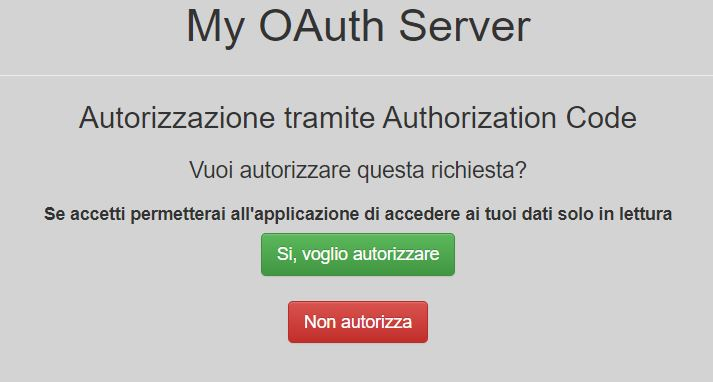 My OAuth Server
Autorizzazione tramite Authorization Code
Vuoi autorizzare questa richiesta?
Se accetti permetterai all'applicazione di accedere ai tuoi dati solo in lettura
Si, voglio autorizzare
Non autorizza